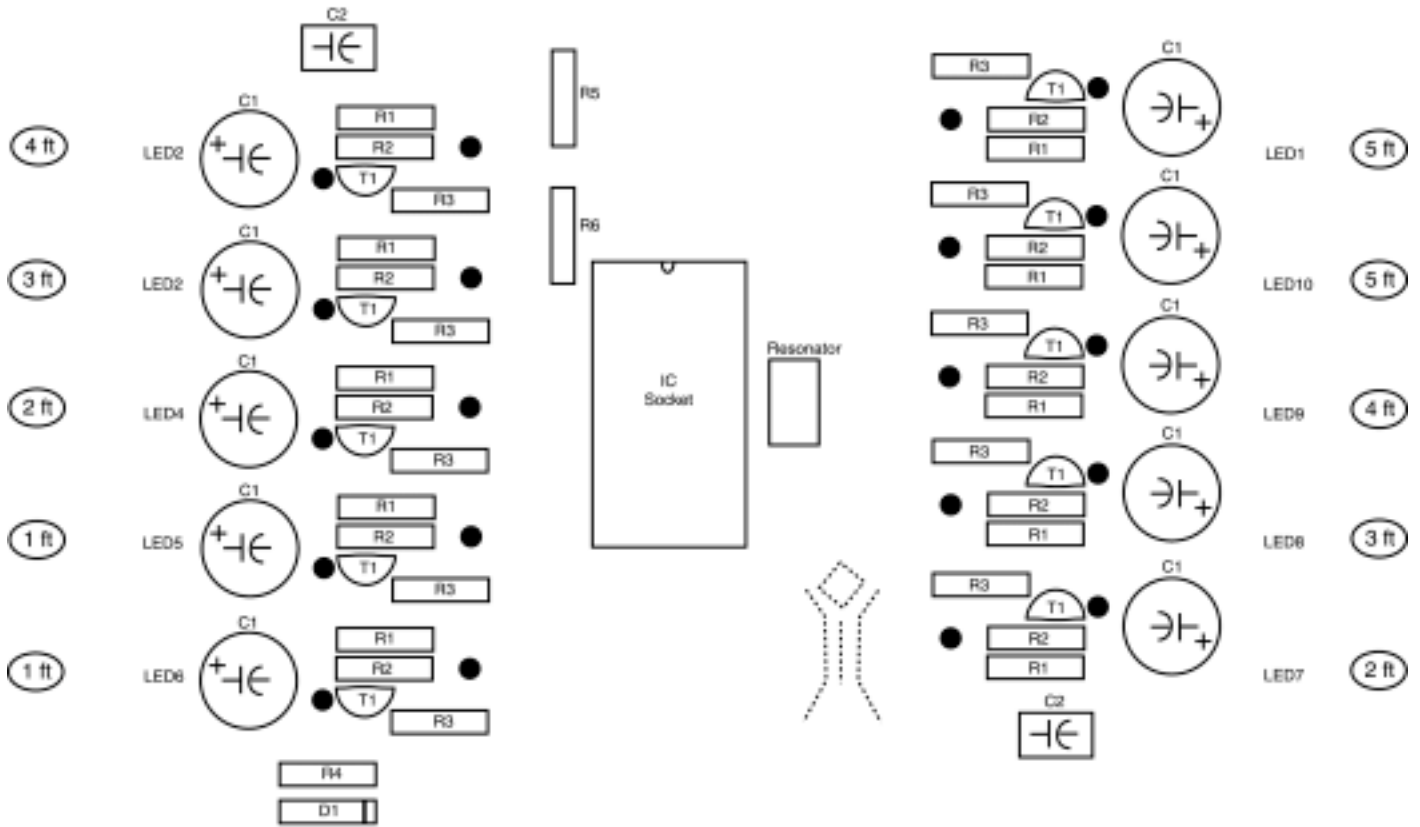 C2
C1
R1
R2
T1
R3
4 ft
LED2
C1
R1
R2
T1
R3
3 ft
LED2
C1
R1
R2
T1
R3
2 ft
LED4
C1
R1
R2
T1
R3
1 ft
LED5
C1
R1
R2
T1
R3
1 ft
LED6
R4
D1
R5
R6
IC
Socket
Resonator
C1
R3
T1
R2
R1
LED1
5 ft
C1
R3
T1
R2
R1
LED10
5 ft
C1
R3
T1
R2
R1
LED9
4 ft
C1
R3
T1
R2
R1
LED8
3 ft
C1
R3
T1
R2
R1
LED7
2 ft
C2